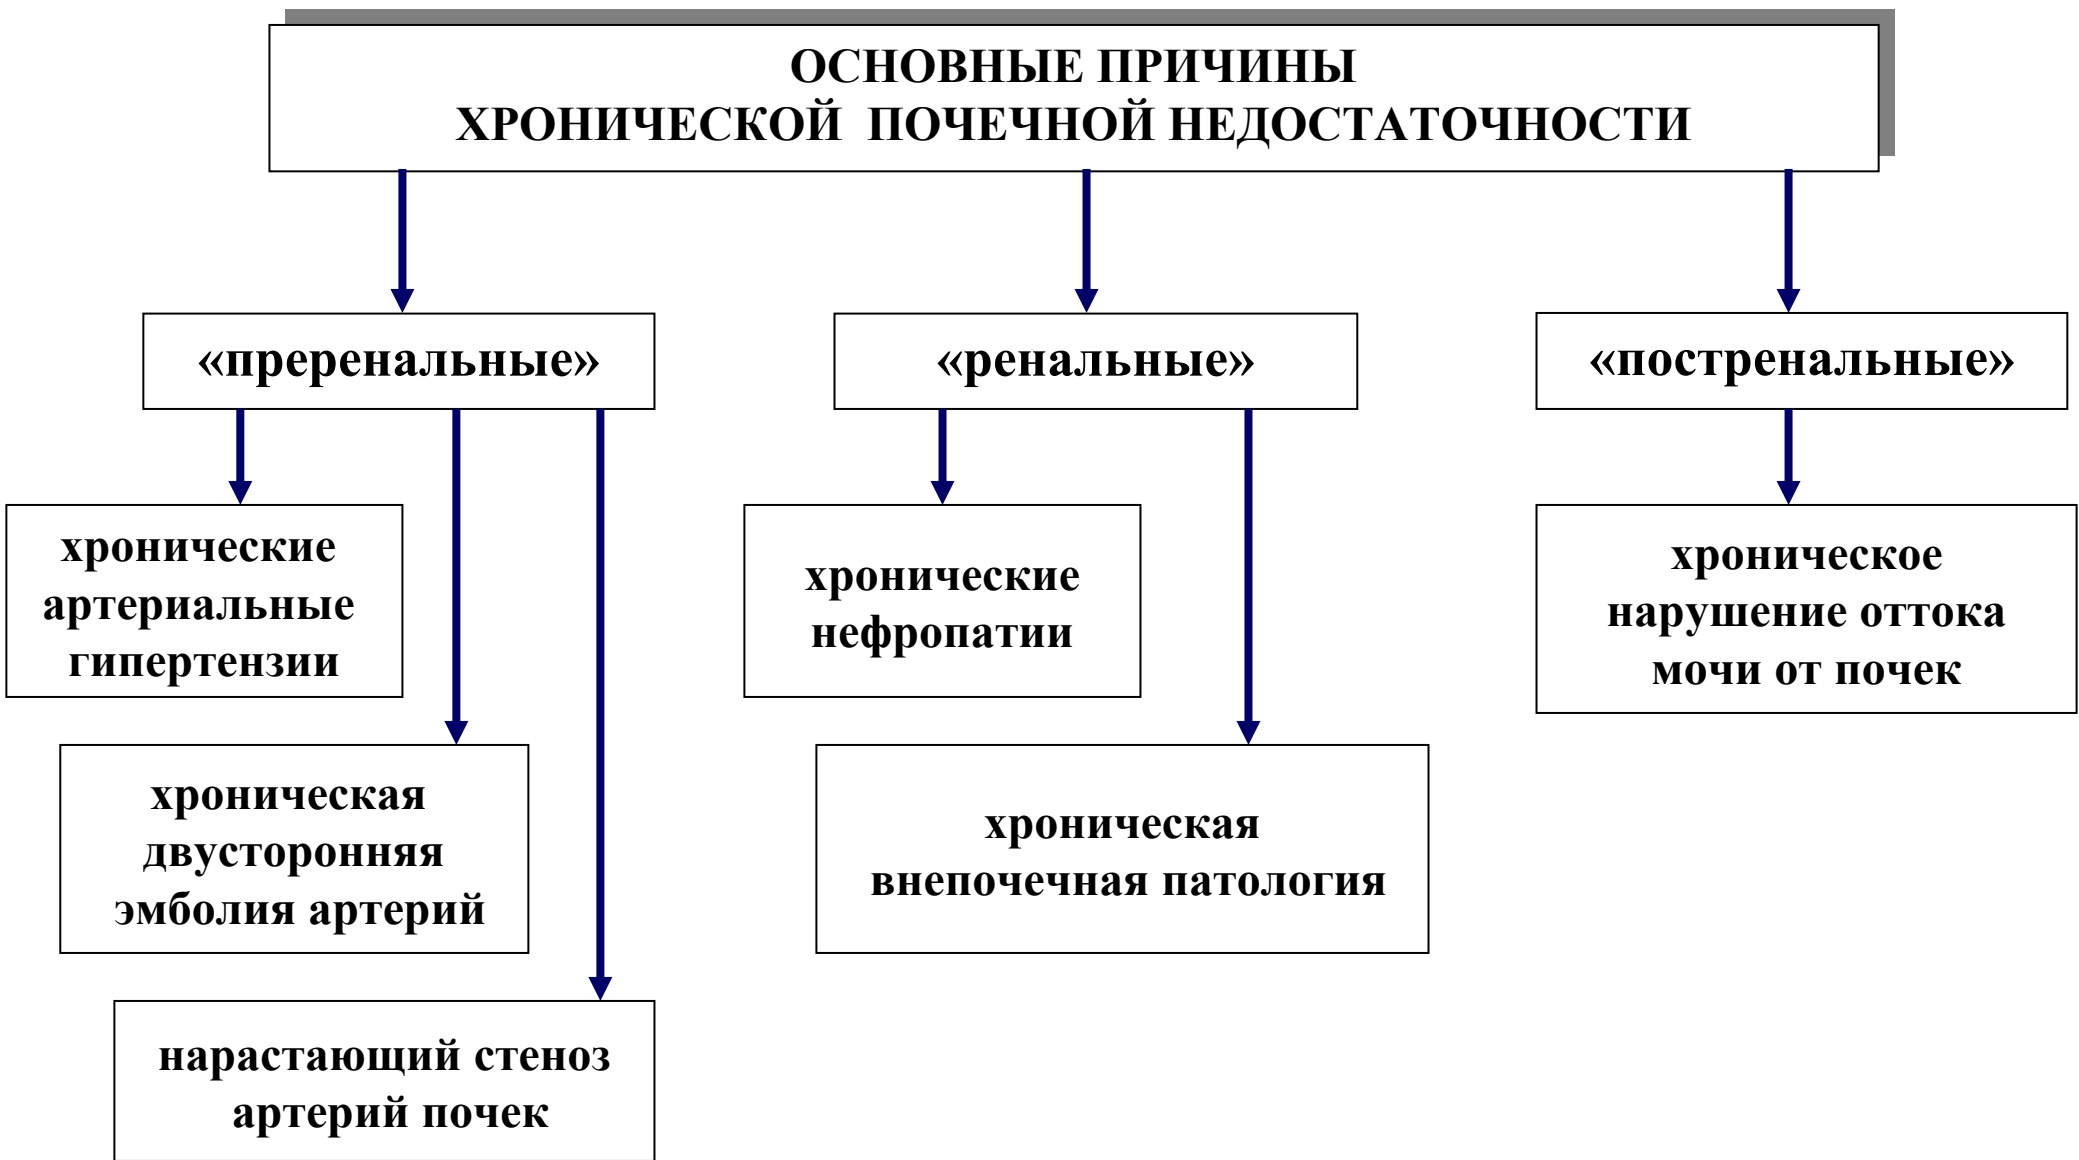 ОСНОВНЫЕ ПРИЧИНЫ
ХРОНИЧЕСКОЙ ПОЧЕЧНОЙ НЕДОСТАТОЧНОСТИ
«преренальные»
«ренальные»
«постренальные»
хронические
артериальные
гипертензии
хронические
нефропатии
хроническое
нарушение оттока
мочи от почек
хроническая
двусторонняя
эмболия артерий
хроническая
внепочечная патология
нарастающий стеноз
артерий почек